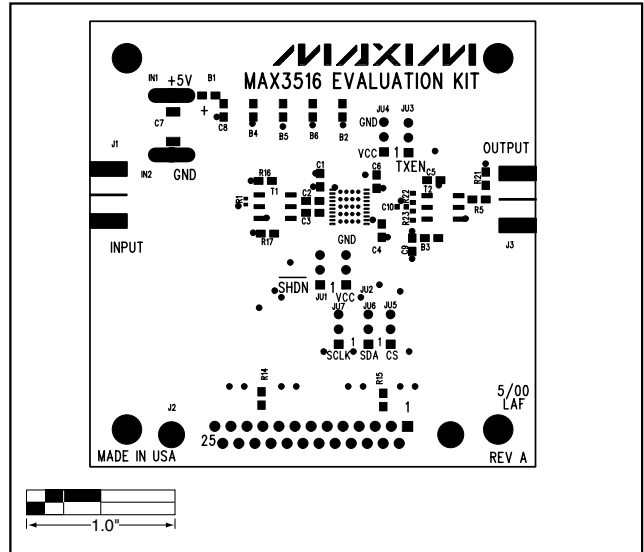 MAXIM
MAX3516 EVALUATION KIT
IN1 +5V B1
C7 + C8 B4 B5 B6 B2
JU4 JU3
GND
VCC 1 TXEN
J1
IN2 GND
OUTPUT
R16 T1 C1 C6 C5 T2 R21
R1 C2 C3 C10 R22 R23 R5
R17 GND C4 C9 B3
INPUT
J3
SHDN JU1 1 VCC JU2
JU7 JU6 JU5
1 1
SCLK SDA CS
R14 R15
5/00
LAF
J2
25 1
MADE IN USA REV A
1.0"